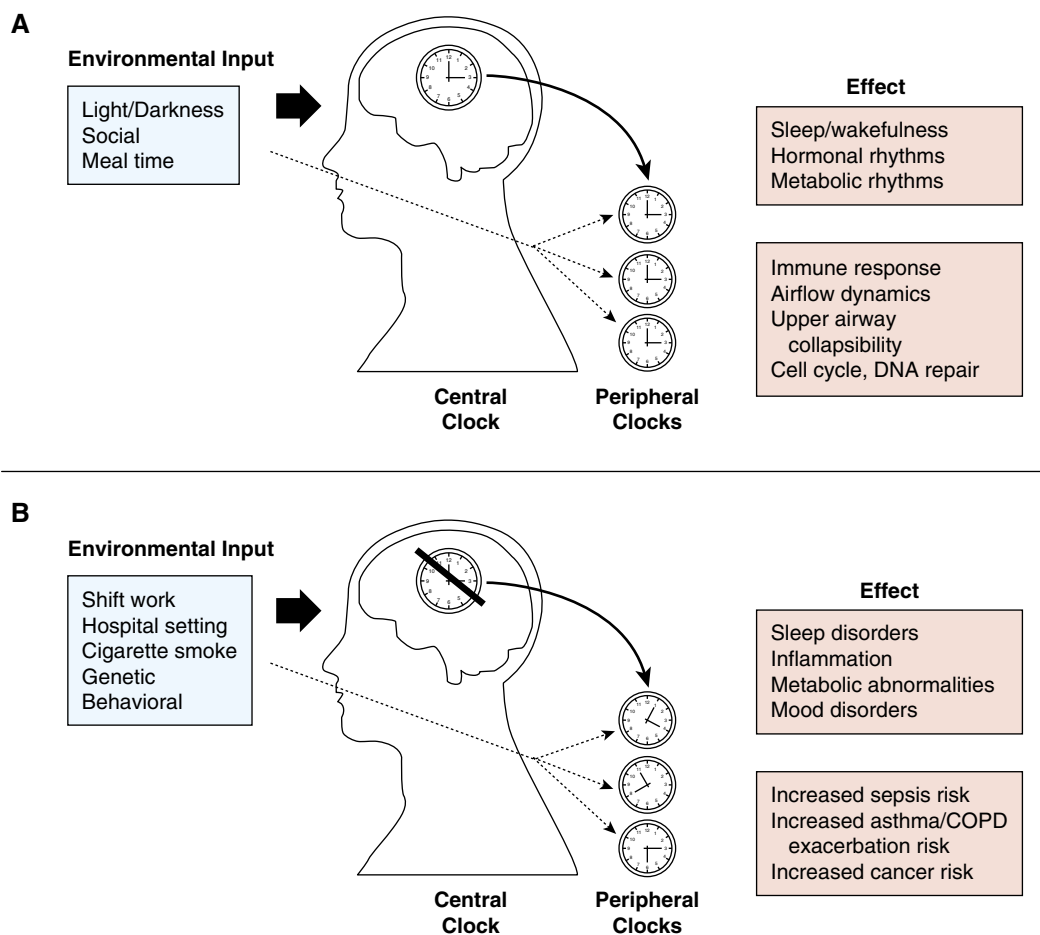 A
Environmental Input
Light/Darkness
Social
Meal time
Effect
Sleep/wakefulness
Hormonal rhythms
Metabolic rhythms
Immune response
Airflow dynamics
Upper airway
collapsibility
Cell cycle, DNA repair
Central
Clock
Peripheral
Clocks
B
Environmental Input
Shift work
Hospital setting
Cigarette smoke
Genetic
Behavioral
Effect
Sleep disorders
Inflammation
Metabolic abnormalities
Mood disorders
Increased sepsis risk
Increased asthma/COPD
exacerbation risk
Increased cancer risk
Central
Clock
Peripheral
Clocks